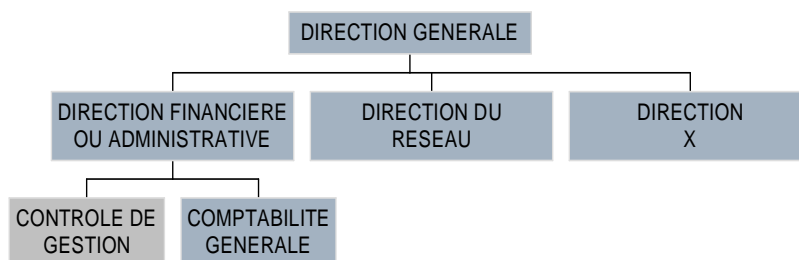 DIRECTION GENERALE
DIRECTION FINANCIERE
OU ADMINISTRATIVE
DIRECTION DU
RESEAU
DIRECTION
X
CONTROLE DE
GESTION
COMPTABILITE
GENERALE